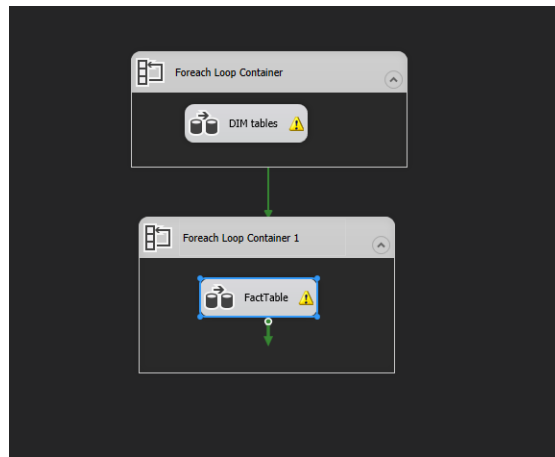 Foreach Loop Container
DIM tables
Foreach Loop Container 1
FactTable